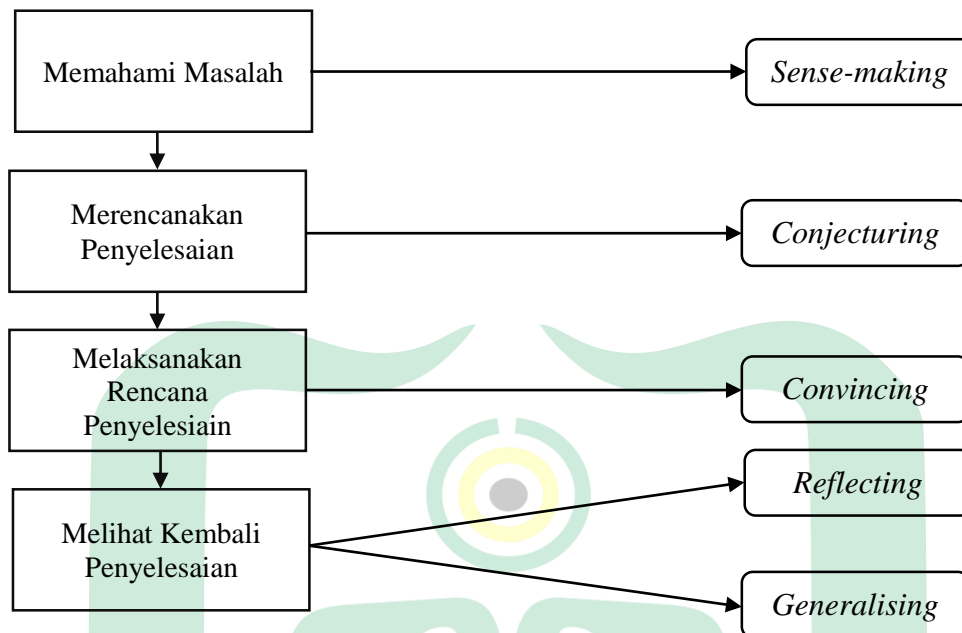 Memahami Masalah
Sense-making
Merencanakan
Penyelesaian
Conjecturing
Melaksanakan
Rencana
Penyelesiain
Convincing
Reflecting
Melihat Kembali
Penyelesaian
Generalising